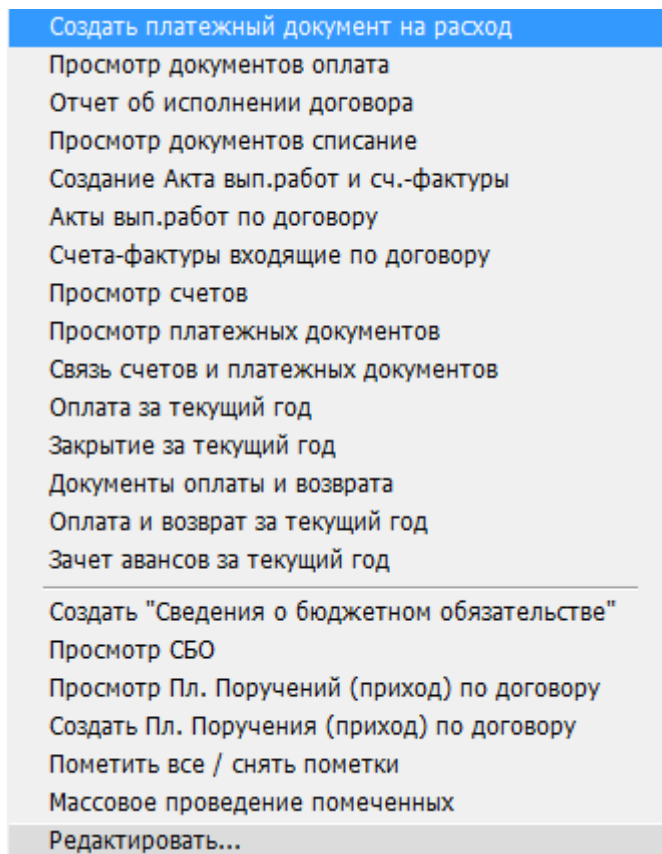 Создать платежный документ на расход
Просмотр документов оплата
Отчет об исполнении договора
Просмотр документов списание
Создание Акта вып.работ и сч.-фактуры
Акты вып.работ по договору
Счета-фактуры входящие по договору
Просмотр счетов
Просмотр платежных документов
Связь счетов и платежных документов
Оплата за текущий год
Закрытие за текущий год
Документы оплаты и возврата
Оплата и возврат за текущий год
Зачет авансов за текущий год
Создать "Сведения о бюджетном обязательстве"
Просмотр СБО
Просмотр Пл. Поручений (приход) по договору
Создать Пл. Поручения (приход) по договору
Пометить все / снять пометки
Массовое проведение помеченных
Редактировать...